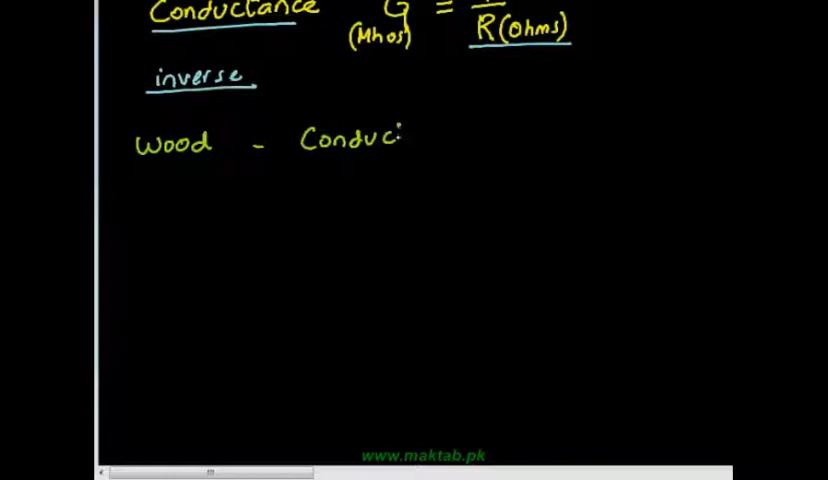 Conductance G =
(Mhos) R(Ohms)
inverse
Wood - Conduc
www.maktab.pk